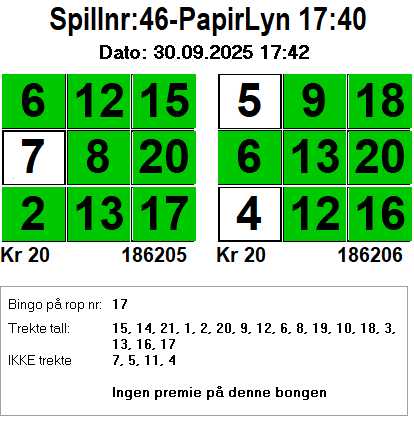 Spillnr:46-PapirLyn 17:40
Dato: 30.09.2025 17:42
6 12 15 5 9 18
7 8 20 6 13 20
2 13 17 4 12 16
Kr 20 186205 Kr 20 186206
Bingo på rop nr: 17
Trekte tall: 15, 14, 21, 1, 2, 20, 9, 12, 6, 8, 19, 10, 18, 3,
13, 16, 17
IKKE trekte 7, 5, 11, 4
Ingen premie på denne bongen